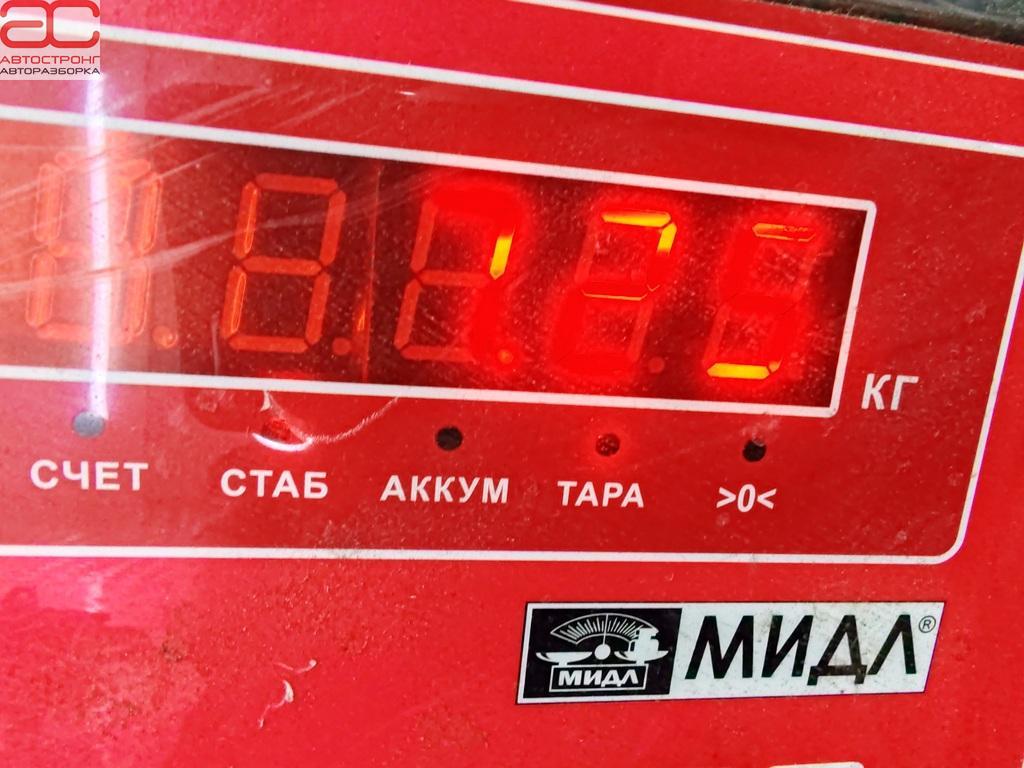 АС
АВТОСТРОНГ
АВТОРАЗБОРКА
КГ
СЧЕТ СТАБ АККУМ ТАРА >0<
МИДЛ МИДЛ®